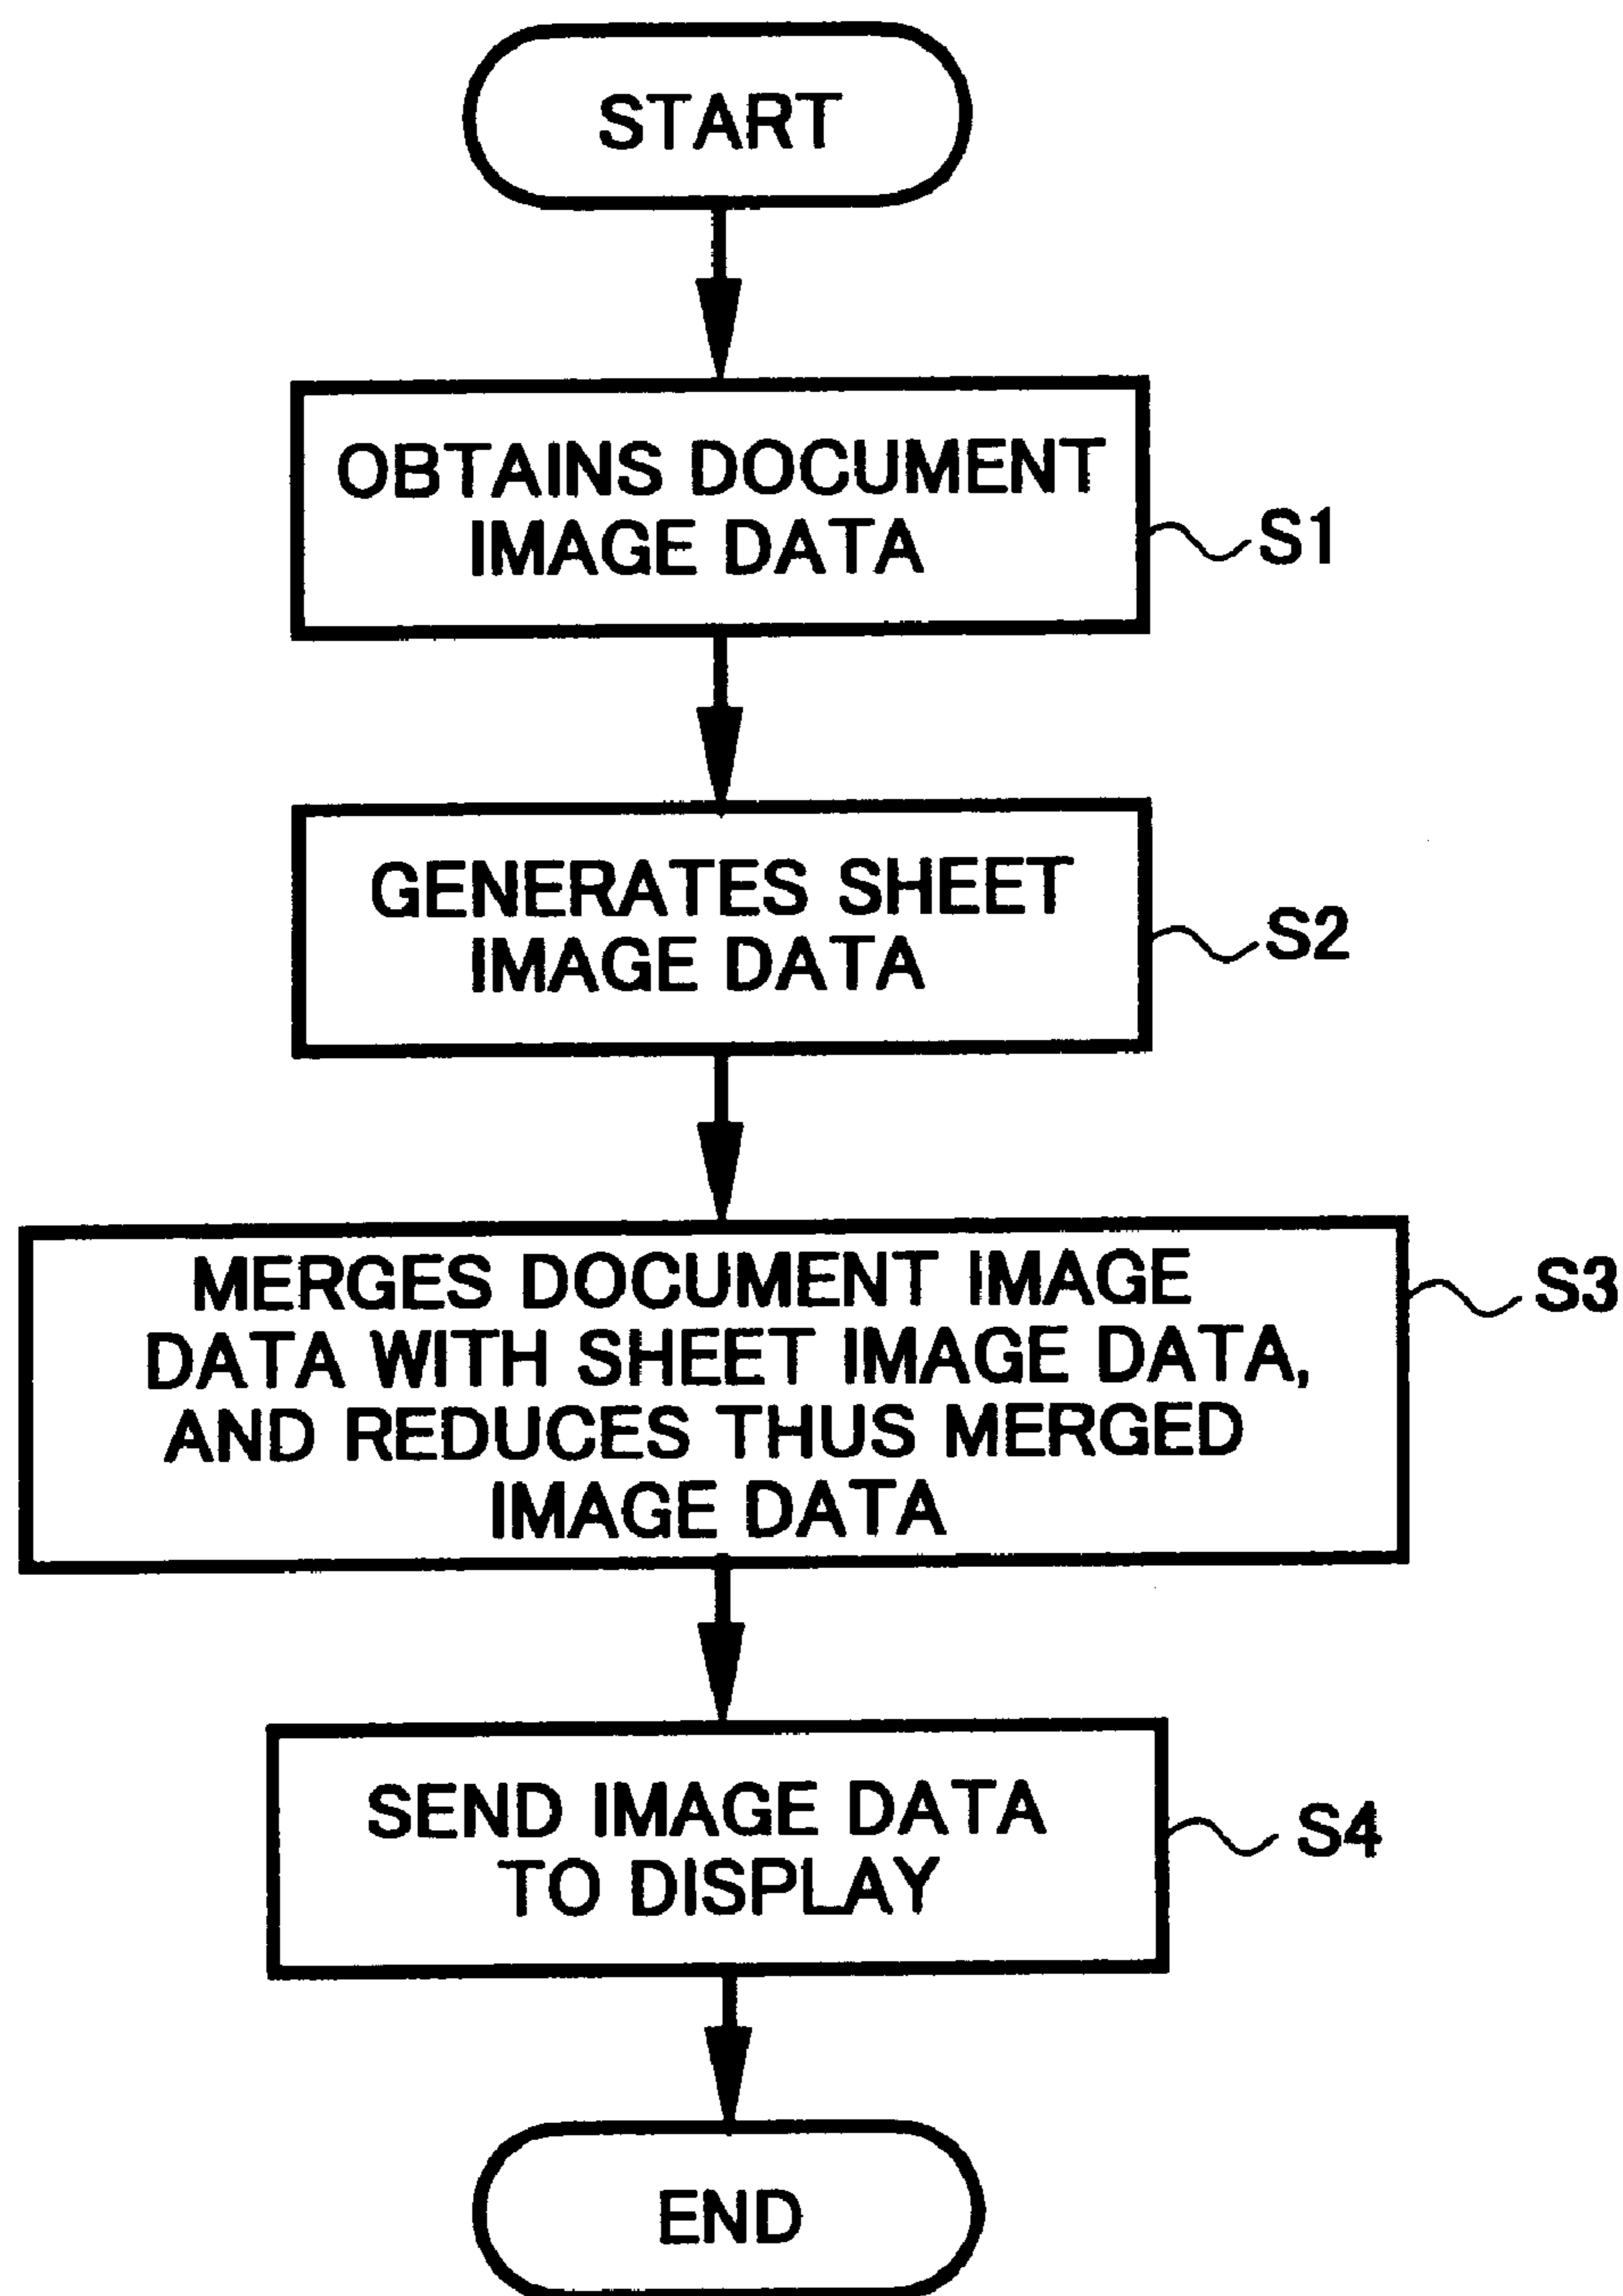 START
OBTAINS DOCUMENT
IMAGE DATA
S1
GENERATES SHEET
IMAGE DATA
S2
MERGES DOCUMENT IMAGE
DATA WITH SHEET IMAGE DATA,
AND REDUCES THUS MERGED
IMAGE DATA
S3
SEND IMAGE DATA
TO DISPLAY
S4
END